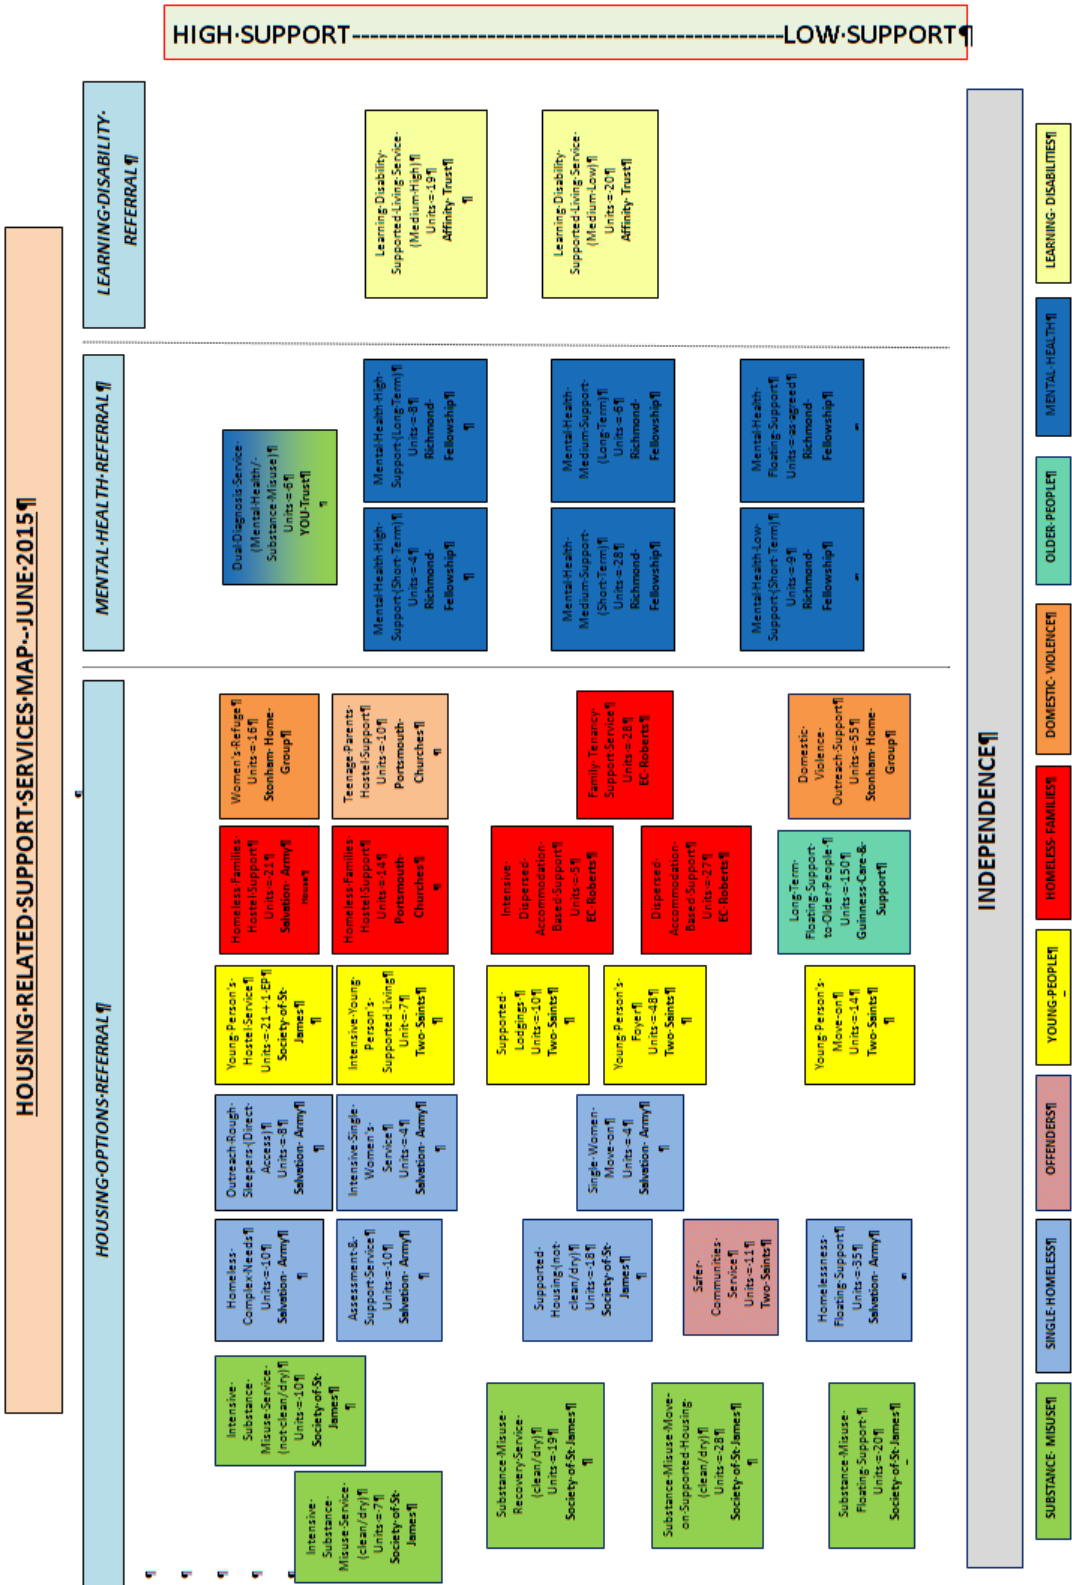 HIGH·SUPPORT--------------------------------------------LOW·SUPPORT¶
HOUSING·RELATED·SUPPORT·SERVICES·MAP·-·JUNE·2015¶
¶
HOUSING·OPTIONS·REFERRAL¶
MENTAL·HEALTH·REFERRAL¶
LEARNING·DISABILITY·
REFERRAL¶
Intensive·
Substance·
Misuse·Service·
(clean/dry)¶
Units·=·7¶
Society·of·St·
James¶
Intensive·
Substance·
Misuse·Service·
(not·clean/dry)¶
Units·=·10¶
Society·of·St·
James¶
¶
Substance·Misuse·
Recovery·Service·
(clean/dry)¶
Units·=·19¶
Society·of·St·James¶
¶
Substance·Misuse·Move·
on·Supported·Housing·
(clean/dry)¶
Units·=·28¶
Society·of·St·James¶
¶
Substance·Misuse·
Floating·Support·¶
Units·=·20¶
Society·of·St·James¶
Homeless·
Complex·Needs¶
Units·=·10¶
Salvation·Army¶
¶
Assessment·&·
Support·Service¶
Units·=·10¶
Salvation·Army¶
¶
Supported·
Housing·(not·
clean/dry)¶
Units·=·18¶
Society·of·St·
James¶
¶
Safer·
Communities·
Service¶
Units·=·11¶
Two·Saints¶
Homelessness·
Floating·Support¶
Units·=·35¶
Salvation·Army¶
¶
Outreach·Rough·
Sleepers·(Direct·
Access)¶
Units·=·8¶
Salvation·Army¶
¶
Intensive·Single·
Women's·
Service¶
Units·=·4¶
Salvation·Army¶
¶
Single·Women·
Move·on¶
Units·=·4¶
Salvation·Army¶
¶
Young·Person's·
Hostel·Service¶
Units·=·21·+·1·EP¶
Society·of·St·
James¶
¶
Intensive·Young·
Person's·
Supported·Living¶
Unit·=·7¶
Two·Saints¶
¶
Supported·
Lodgings·¶
Units·=·10¶
Two·Saints¶
¶
Young·Person's·
Foyer¶
Units·=·48¶
Two·Saints¶
¶
Young·Person's·
Move·on¶
Units·=·14¶
Two·Saints¶
¶
Homeless·Families·
Hostel·Support¶
Units·=·21¶
Salvation·Army¶
House¶
Homeless·Families·
Hostel·Support¶
Units·=·14¶
Portsmouth·
Churches¶
¶
Intensive·
Dispersed·
Accommodation·
Based·Support¶
Units·=·5¶
EC·Roberts¶
Dispersed·
Accommodation·
Based·Support¶
Units·=·27¶
EC·Roberts¶
Long·Term·
Floating·Support·
to·Older·People·¶
Units·=·150¶
Guinness·Care·&·
Support¶
Women's·Refuge¶
Units·=·16¶
Stonham·Home·
Group¶
Teenage·Parents·
Hostel·Support¶
Units·=·10¶
Portsmouth·
Churches¶
¶
Family·Tenancy·
Support·Service¶
Units·=·28¶
EC·Roberts¶
Domestic·
Violence·
Outreach·Support¶
Units·=·55¶
Stonham·Home·
Group¶
Dual·Diagnosis·Service·
(Mental·Health/·
Substance·Misuse)¶
Units·=·6¶
YOU·Trust¶
¶
Mental·Health·High·
Support·(Short·Term)¶
Units·=·4¶
Richmond·
Fellowship¶
¶
Mental·Health·High·
Support·(Long·Term)¶
Units·=·8¶
Richmond·
Fellowship¶
¶
Mental·Health·
Medium·Support·
(Short·Term)¶
Units·=·28¶
Richmond·
Fellowship¶
Mental·Health·
Medium·Support·
(Long·Term)¶
Units·=·6¶
Richmond·
Fellowship¶
Mental·Health·Low·
Support·(Short·Term)¶
Units·=·9¶
Richmond·
Fellowship¶
¶
Mental·Health·
Floating·Support¶
Units·=·as·agreed¶
Richmond·
Fellowship¶
¶
Learning·Disability·
Supported·Living·Service·
(Medium·High)¶
Units·=·19¶
Affinity·Trust¶
¶
Learning·Disability·
Supported·Living·Service·
(Medium·Low)¶
Units·=·20¶
Affinity·Trust¶
INDEPENDENCE¶
SUBSTANCE·MISUSE¶
SINGLE·HOMELESS¶
OFFENDERS¶
YOUNG·PEOPLE¶
HOMELESS·FAMILIES¶
DOMESTIC·VIOLENCE¶
OLDER·PEOPLE¶
MENTAL·HEALTH¶
LEARNING·DISABILITIES¶